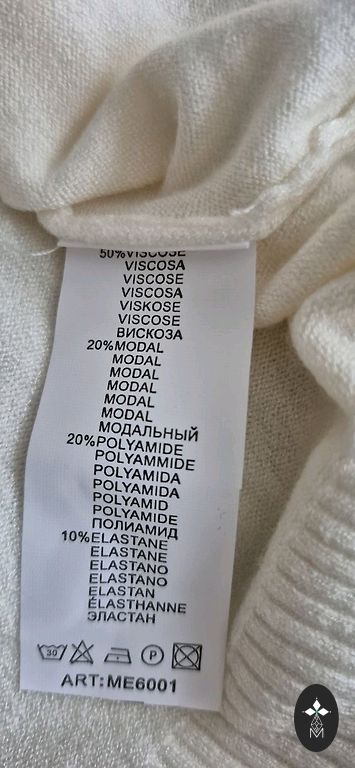 50%VISCOSE
VISCOSA
VISCOSE
VISCOSA
VISKOSE
VISCOSE
ВИСКОЗА
20%MODAL
MODAL
MODAL
MODAL
MODAL
MODAL
МОДАЛЬНЫЙ
20%POLYAMIDE
POLYAMMIDE
POLYAMIDA
POLYAMIDA
POLYAMID
POLYAMIDE
ПОЛИАМИД
10%ELASTANE
ELASTANE
ELASTANO
ELASTANO
ELASTAN
ÉLASTHANNE
ЭЛАСТАН
30 P
ART:ME6001
M